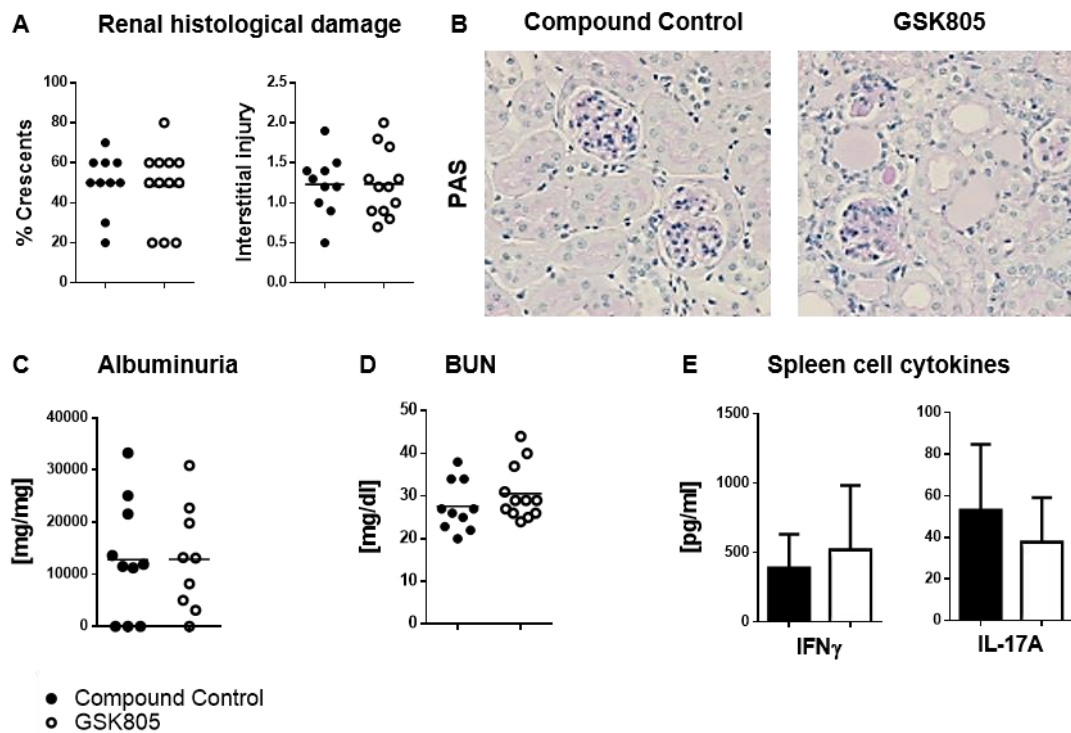 A Renal histological damage
B Compound Control GSK805
% Crescents
100
80
60
40
20
0
Interstitial injury
2.5
2.0
1.5
1.0
0.5
0.0
PAS
C Albuminuria
[mg/mg]
40000
30000
20000
10000
0
D BUN
[mg/dl]
50
40
30
20
10
0
E Spleen cell cytokines
[pg/ml]
1500
1000
500
0
IFNγ
100
80
60
40
20
0
IL-17A
Compound Control
GSK805